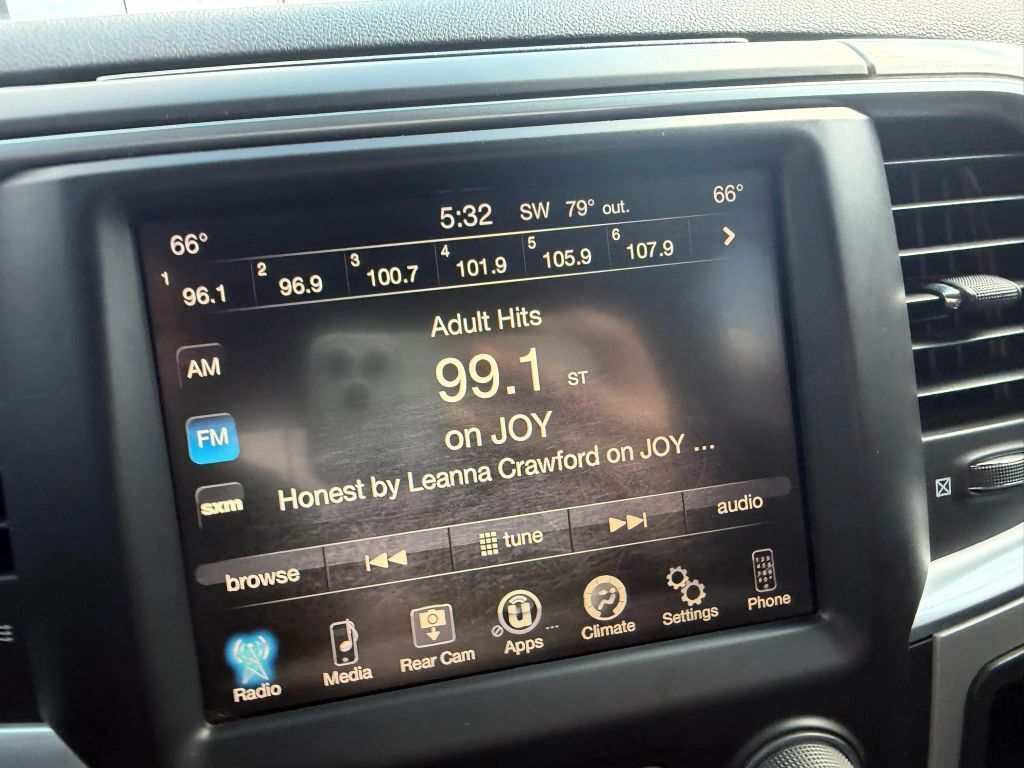 66° 5:32 SW 79° out. 66°
1 96.1 2 96.9 3 100.7 4 101.9 5 105.9 6 107.9
Adult Hits
AM
99.1 ST
FM
on JOY
sxm
Honest by Leanna Crawford on JOY ...
browse tune audio
Radio Media Rear Cam Apps Climate Settings Phone